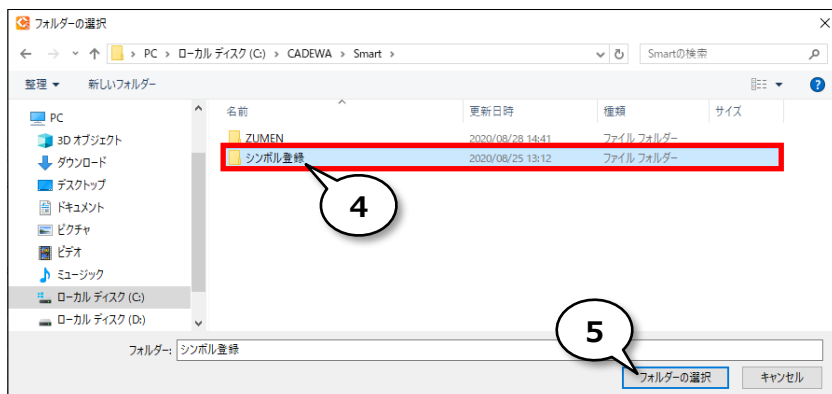 フォルダーの選択
PC > ローカル ディスク (C:) > CADEWA > Smart >
Smartの検索
整理 新しいフォルダー
名前 更新日時 種類 サイズ
PC
3D オブジェクト
ダウンロード
デスクトップ
ドキュメント
ピクチャ
ビデオ
ミュージック
ローカル ディスク (C:)
ローカル ディスク (D:)
ZUMEN 2020/08/28 14:41 ファイル フォルダー
シンボル登録 2020/08/25 13:12 ファイル フォルダー
4
5
フォルダー: シンボル登録
フォルダーの選択 キャンセル